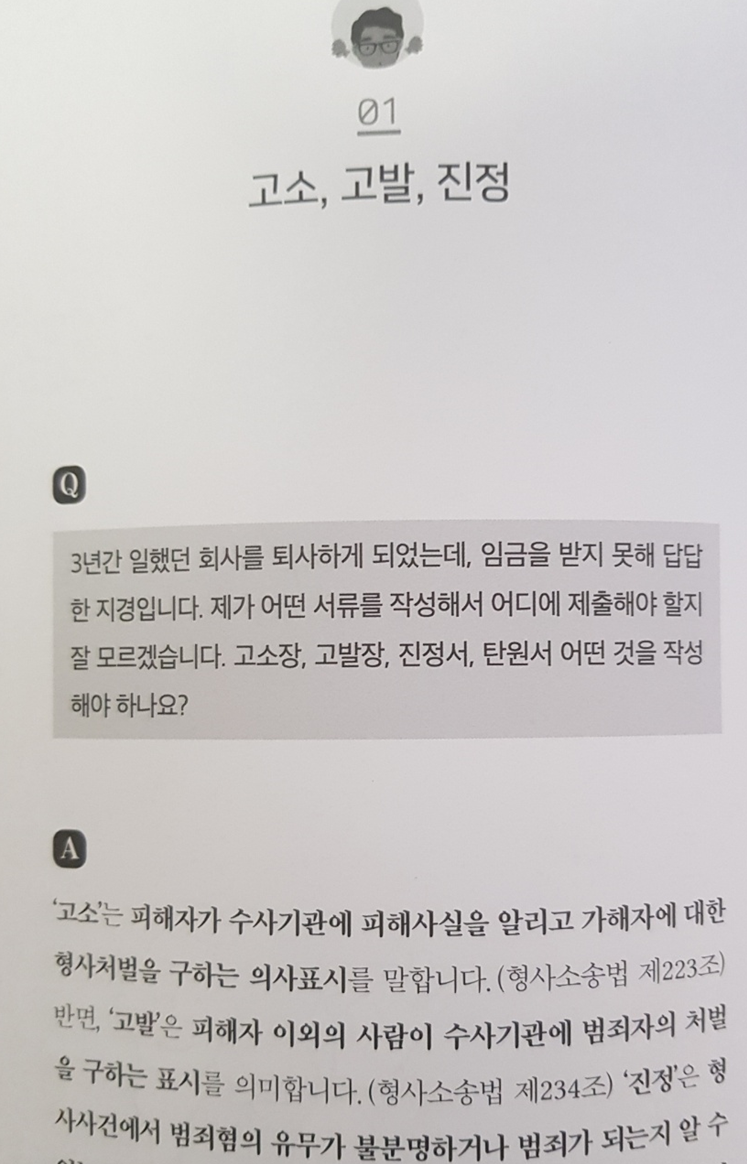 01
고소, 고발, 진정
Q
3년간 일했던 회사를 퇴사하게 되었는데, 임금을 받지 못해 답답
한 지경입니다. 제가 어떤 서류를 작성해서 어디에 제출해야 할지
잘 모르겠습니다. 고소장, 고발장, 진정서, 탄원서 어떤 것을 작성
해야 하나요?
A
‘고소’는 피해자가 수사기관에 피해사실을 알리고 가해자에 대한
형사처벌을 구하는 의사표시를 말합니다.(형사소송법 제223조)
반면, ‘고발’은 피해자 이외의 사람이 수사기관에 범죄자의 처벌
을 구하는 표시를 의미합니다.(형사소송법 제234조) ‘진정’은 형
사사건에서 범죄혐의 유무가 불분명하거나 범죄가 되는지 알 수